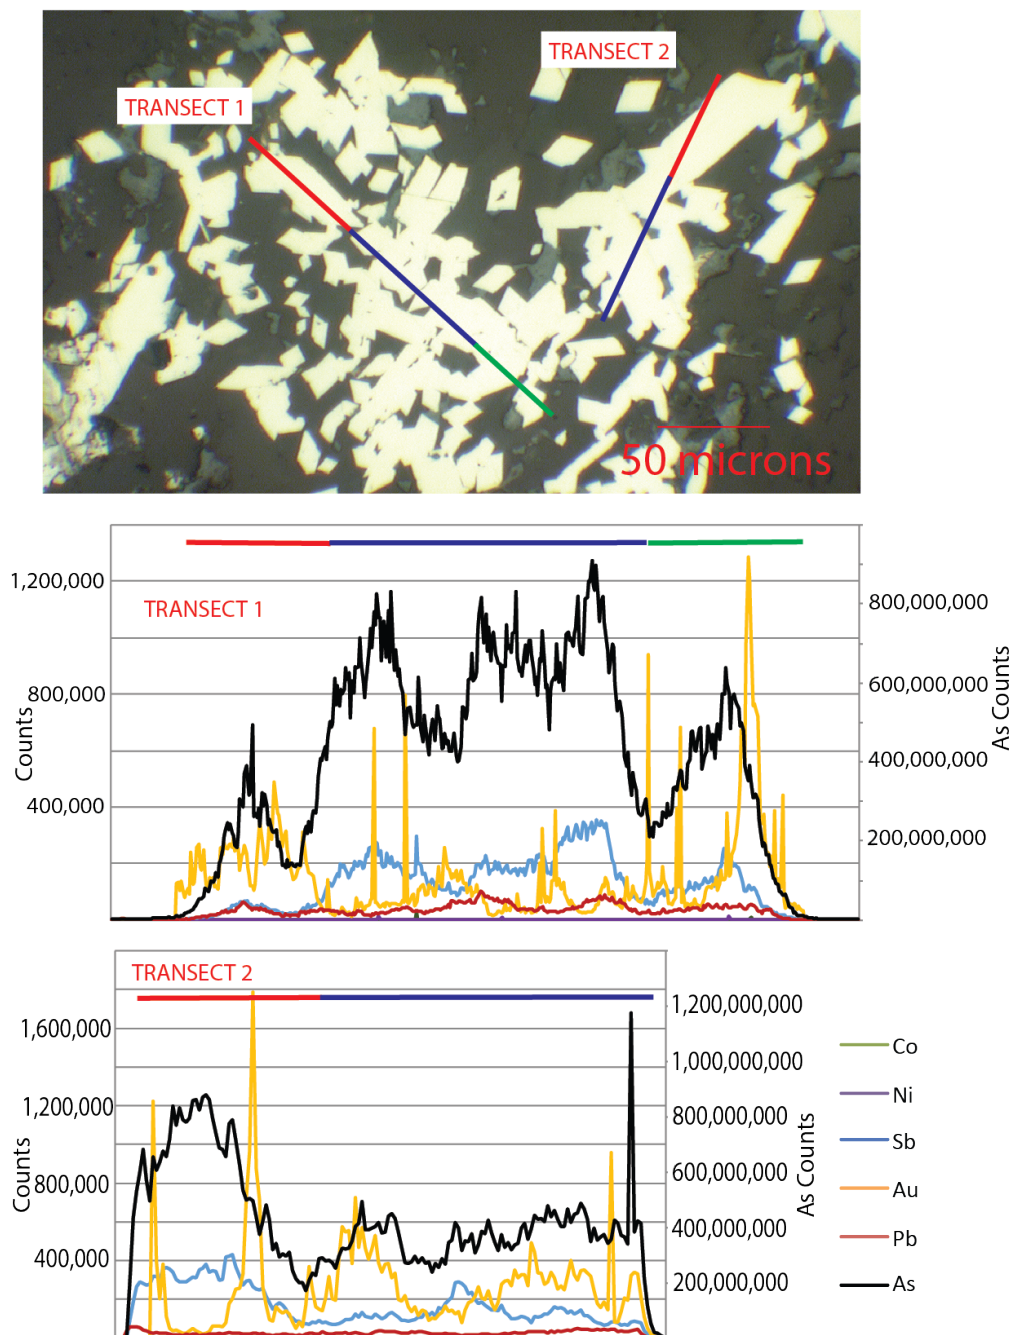 TRANSECT 2
TRANSECT 1
50 microns
1,200,000
800,000
400,000
Counts
TRANSECT 1
800,000,000
600,000,000
400,000,000
200,000,000
As Counts
TRANSECT 2
1,600,000
1,200,000
800,000
400,000
Counts
1,200,000,000
1,000,000,000
800,000,000
600,000,000
400,000,000
200,000,000
As Counts
Co
Ni
Sb
Au
Pb
As